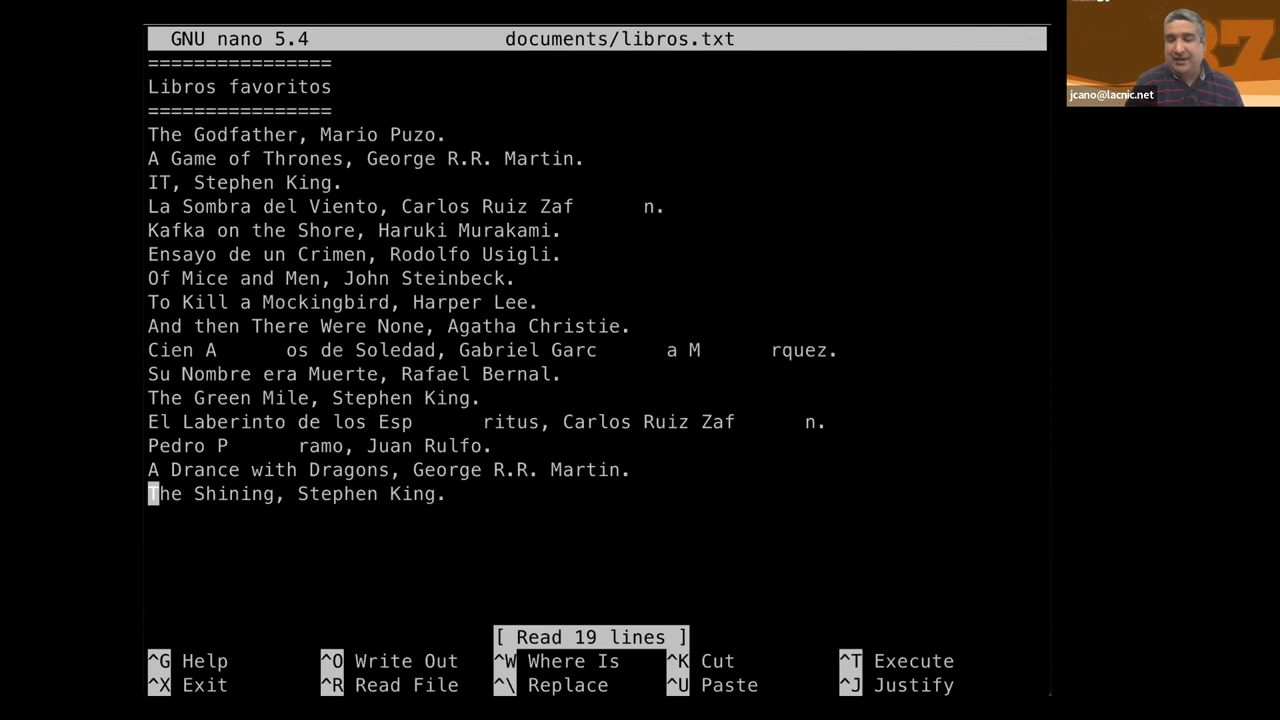 GNU nano 5.4 documents/libros.txt
================
Libros favoritos
================
The Godfather, Mario Puzo.
A Game of Thrones, George R.R. Martin.
IT, Stephen King.
La Sombra del Viento, Carlos Ruiz Zaf n.
Kafka on the Shore, Haruki Murakami.
Ensayo de un Crimen, Rodolfo Usigli.
Of Mice and Men, John Steinbeck.
To Kill a Mockingbird, Harper Lee.
And then There Were None, Agatha Christie.
Cien A os de Soledad, Gabriel Garc a M rquez.
Su Nombre era Muerte, Rafael Bernal.
The Green Mile, Stephen King.
El Laberinto de los Esp ritus, Carlos Ruiz Zaf n.
Pedro P ramo, Juan Rulfo.
A Drance with Dragons, George R.R. Martin.
The Shining, Stephen King.
[ Read 19 lines ]
^G Help ^O Write Out ^W Where Is ^K Cut ^T Execute
^X Exit ^R Read File ^\ Replace ^U Paste ^J Justify
37
jcano@lacnic.net